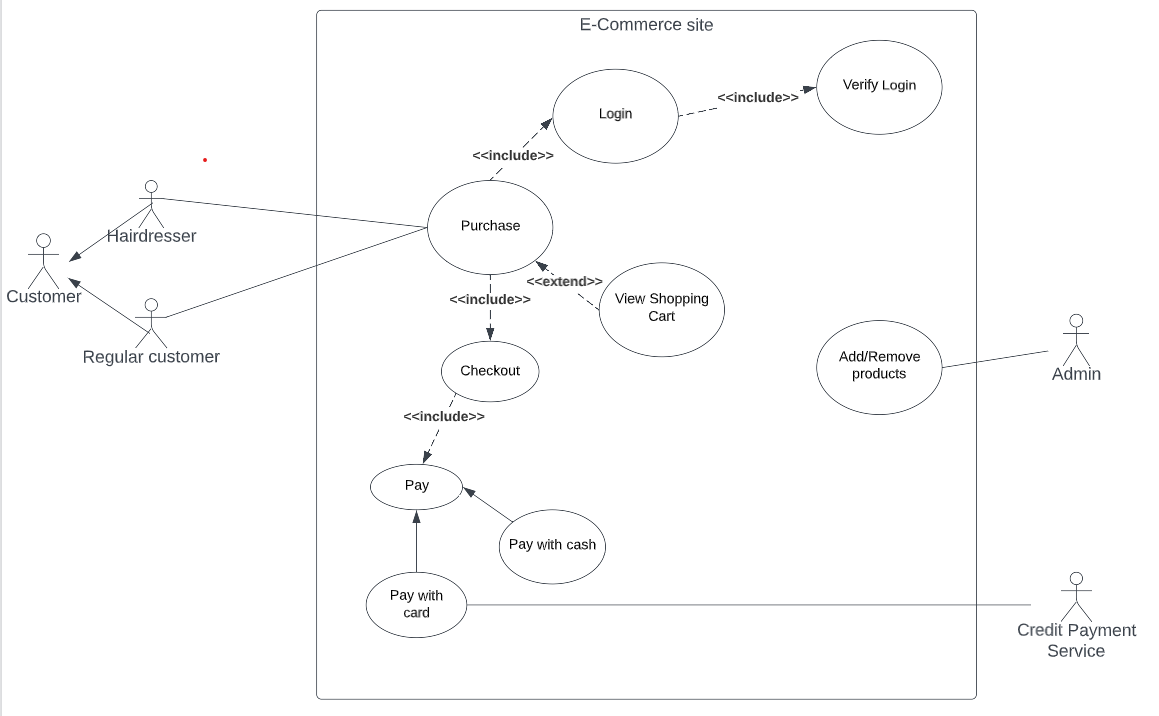 E-Commerce site
Verify Login
<<include>>
Login
<<include>>
Hairdresser
Purchase
Customer
<<extend>>
<<include>>
View Shopping
Cart
Regular customer
Checkout
Add/Remove
products
Admin
<<include>>
Pay
Pay with cash
Pay with
card
Credit Payment
Service